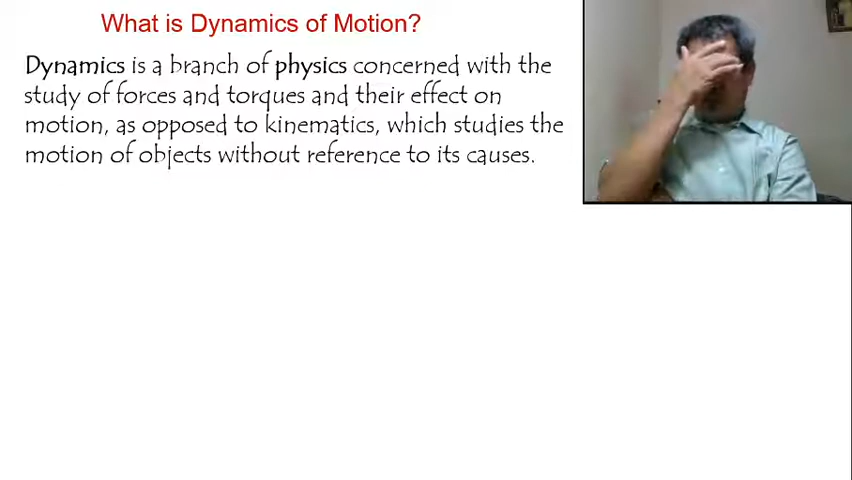 What is Dynamics of Motion?
Dynamics is a branch of physics concerned with the
study of forces and torques and their effect on
motion, as opposed to kinematics, which studies the
motion of objects without reference to its causes.